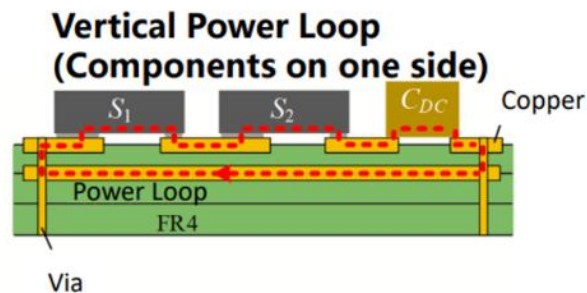 Vertical Power Loop
(Components on one side)
S1
S2
CDC
Copper
Power Loop
FR4
Via